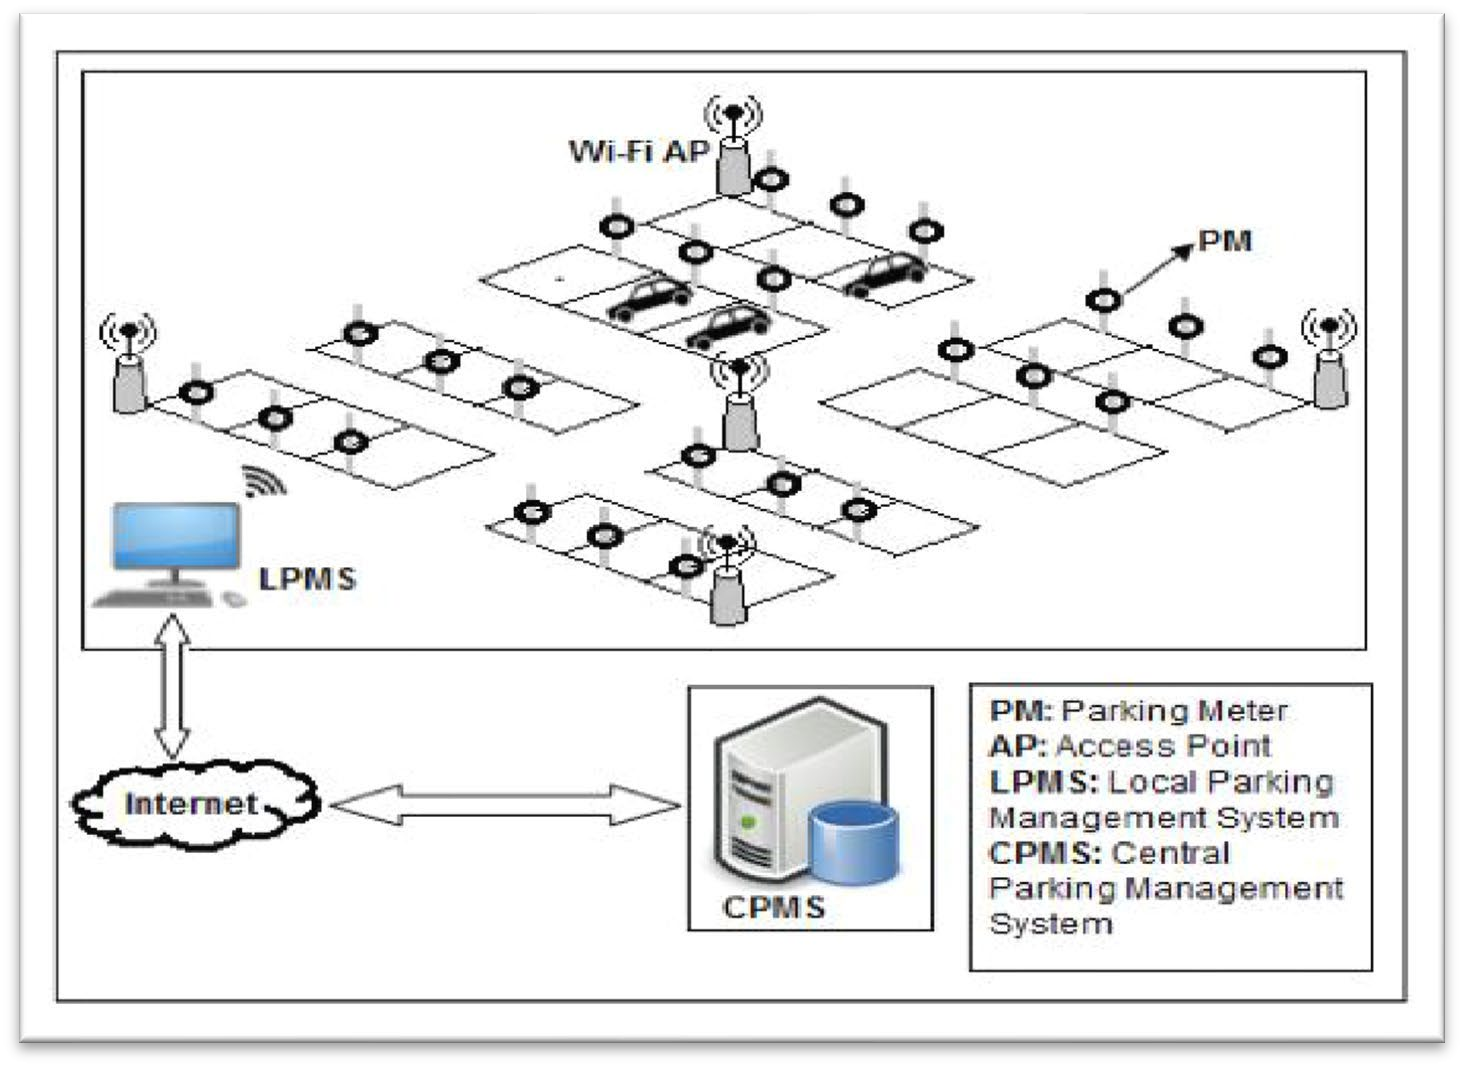 Wi-Fi AP
PM
LPMS
Internet
CPMS
PM: Parking Meter
AP: Access Point
LPMS: Local Parking
Management System
CPMS: Central
Parking Management
System